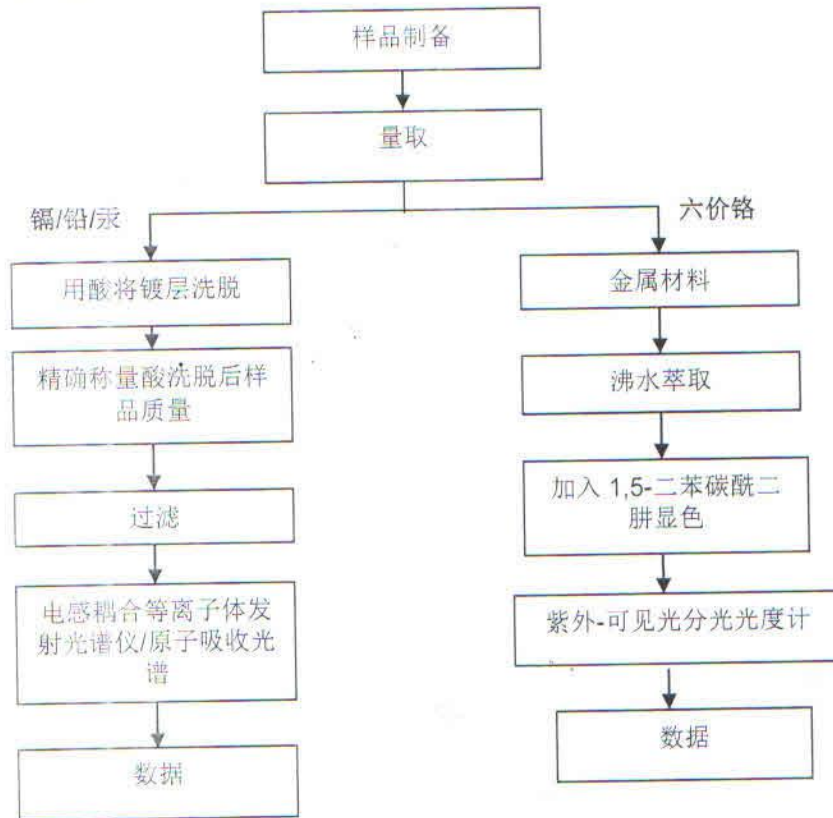 样品制备
量取
镉/铅/汞
六价铬
用酸将镀层洗脱
精确称量酸洗脱后样
品质量
过滤
电感耦合等离子体发
射光谱仪/原子吸收光
谱
数据
金属材料
沸水萃取
加入 1,5-二苯碳酰二
肼显色
紫外-可见光分光光度计
数据